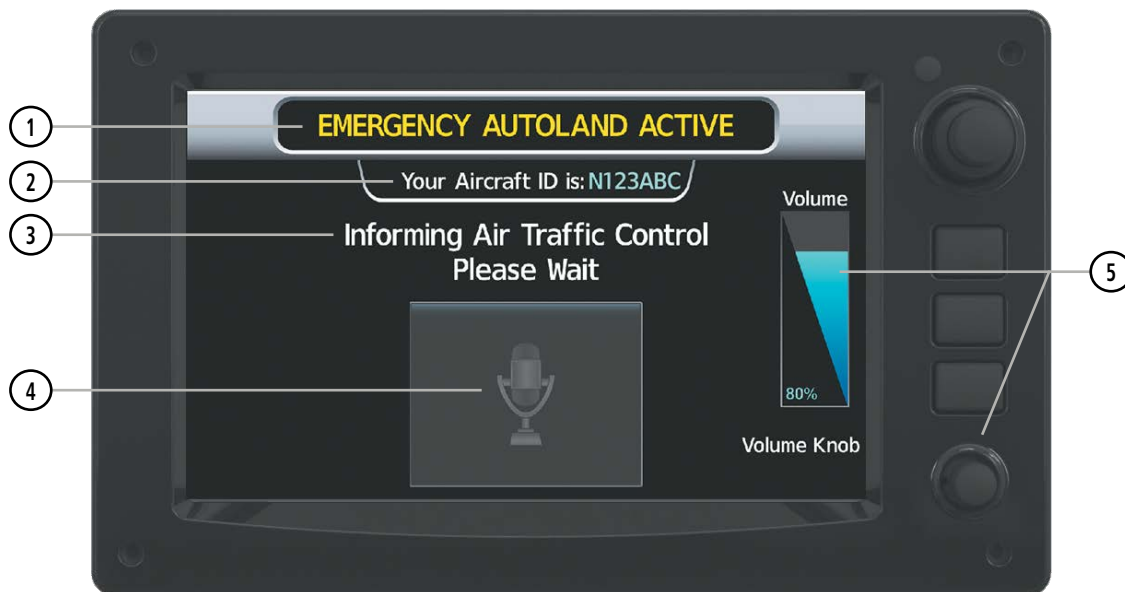 1
EMERGENCY AUTOLAND ACTIVE
2
Your Aircraft ID is: N123ABC
3
Informing Air Traffic Control
Please Wait
Volume
5
4
80%
Volume Knob